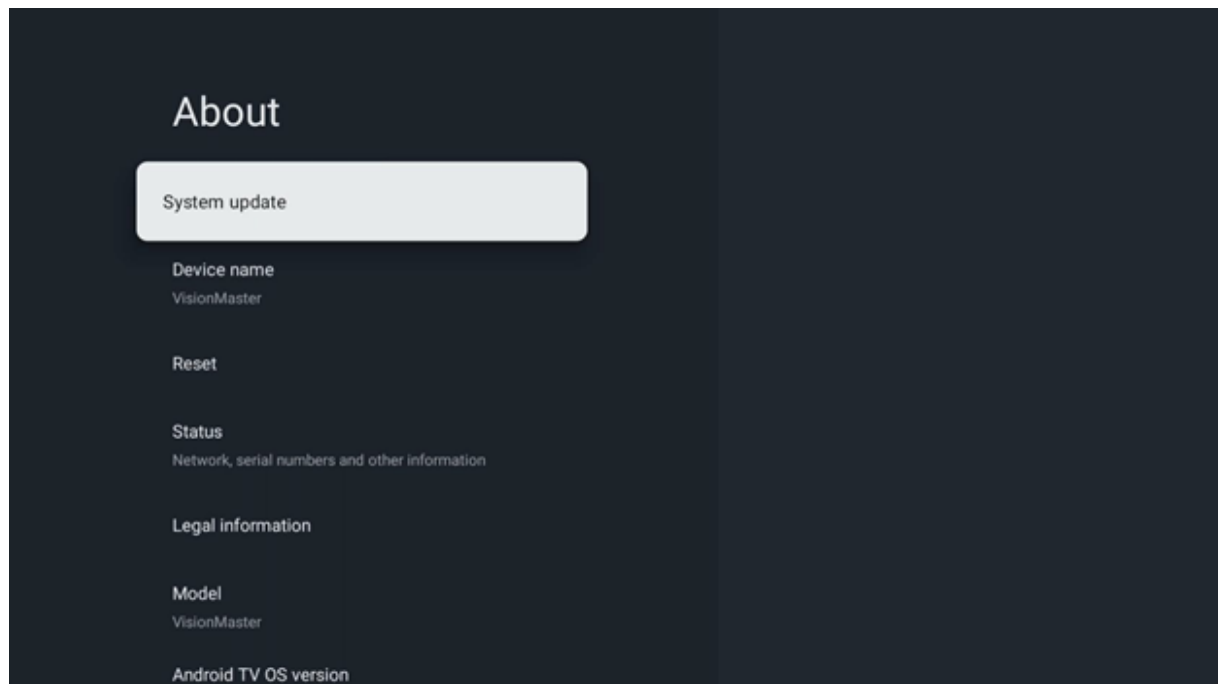 About
System update
Device name
VisionMaster
Reset
Status
Network, serial numbers and other information
Legal information
Model
VisionMaster
Android TV OS version